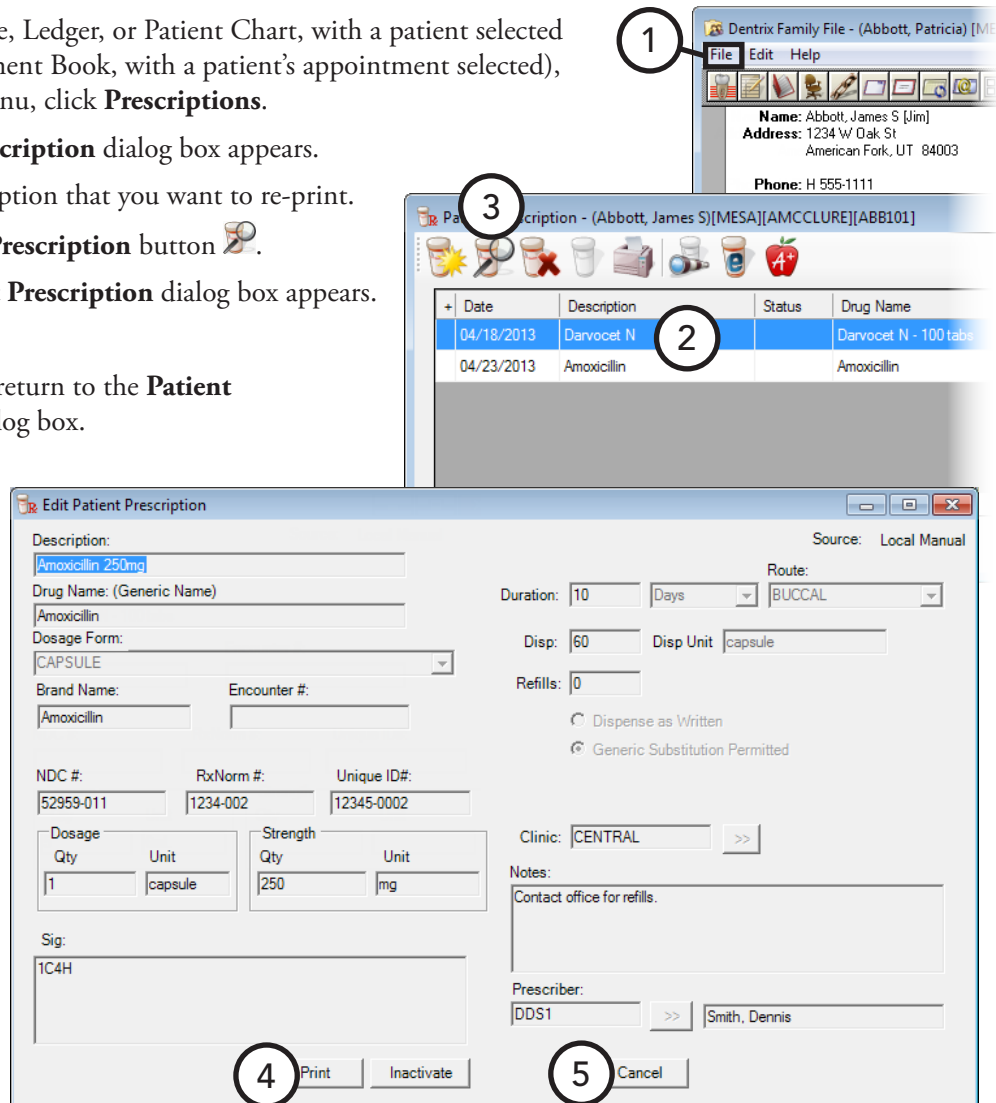 Ledger, or Patient Chart, with a patient selected
Book, with a patient's appointment selected),
click Prescriptions.
dialog box appears.
that you want to re-print.
button
Prescription dialog box appears.
return to the Patient
box.
1
Dentrix Family File - (Abbott, Patricia)
File Edit Help
Name: Abbott, James S [Jim]
Address: 1234 W Oak St
American Fork, UT 84003
Phone: H 555-1111
3
- (Abbott, James S)[MESA][AMCCLURE][ABB101]
+ Date Description Status Drug Name
04/18/2013 Darvocet N Darvocet N - 100 tabs
2
04/23/2013 Amoxicillin Amoxicillin
Edit Patient Prescription
Source: Local Manual
Description:
Amoxicillin 250mg
Drug Name: (Generic Name)
Amoxicillin
Dosage Form:
CAPSULE
Brand Name: Encounter #:
Amoxicillin
NDC #: RxNorm #: Unique ID#:
52959-011 1234-002 12345-0002
Dosage Strength
Qty Unit Qty Unit
1 capsule 250 mg
Sig:
1C4H
Route:
Duration: 10 Days BUCCAL
Disp: 60 Disp Unit capsule
Refills: 0
Dispense as Written
Generic Substitution Permitted
Clinic: CENTRAL >>
Notes:
Contact office for refills.
Prescriber:
DDS1 >> Smith, Dennis
4 Print Inactivate 5 Cancel